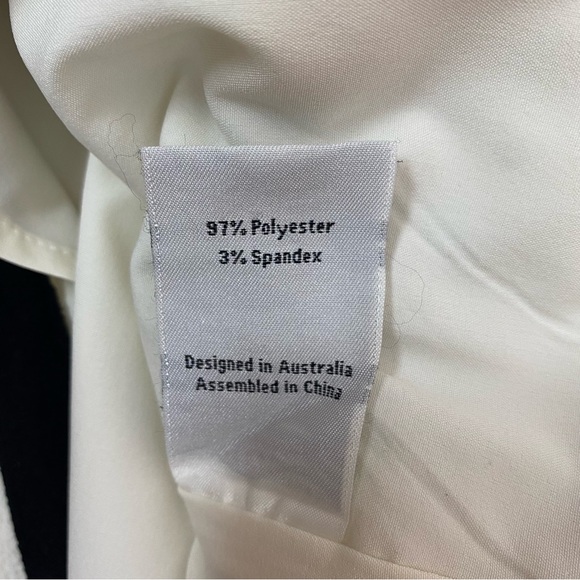 97% Polyester
3% Spandex
Designed in Australia
Assembled in China